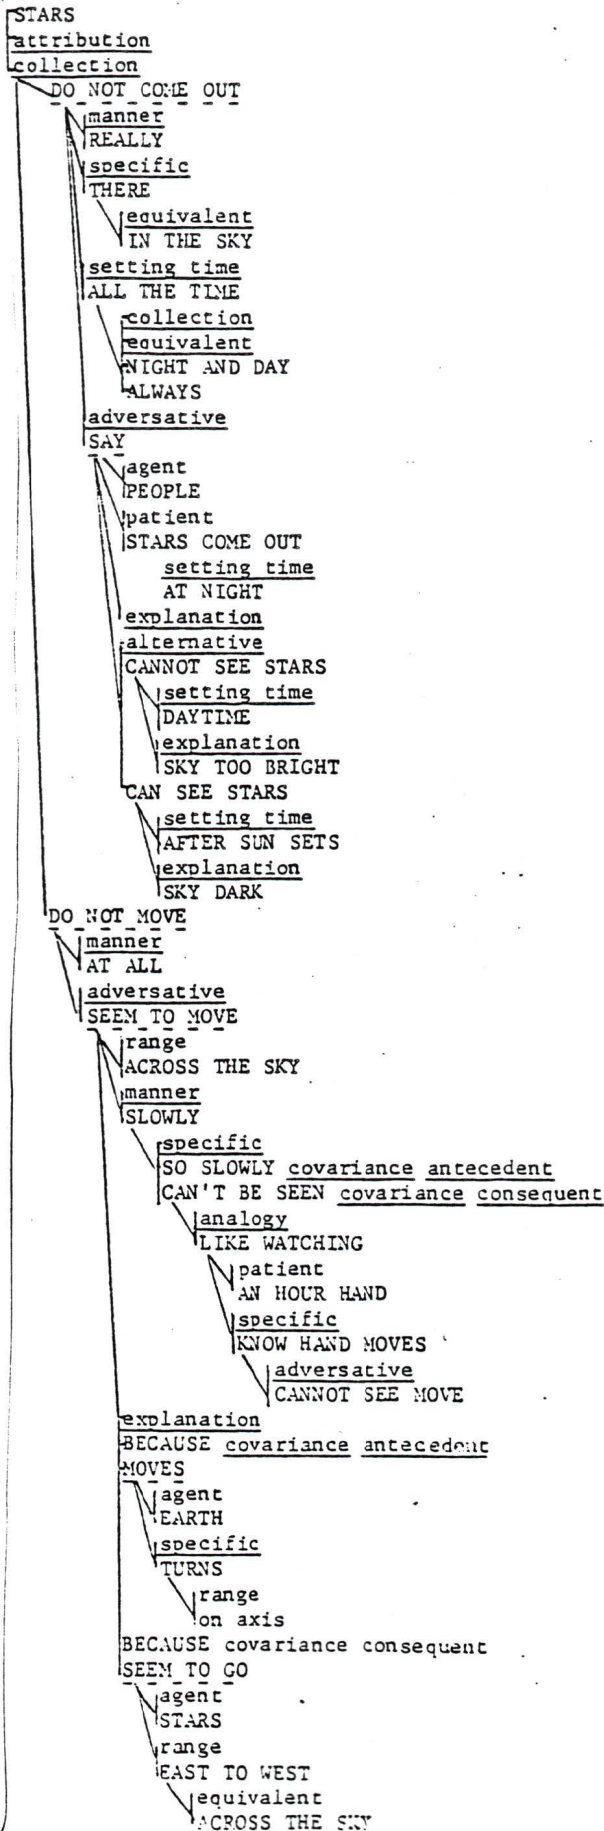 STARS
attribution
collection
DO NOT COME OUT
manner
REALLY
specific
THERE
equivalent
IN THE SKY
setting time
ALL THE TIME
collection
equivalent
NIGHT AND DAY
ALWAYS
adversative
SAY
agent
PEOPLE
patient
STARS COME OUT
setting time
AT NIGHT
explanation
alternative
CANNOT SEE STARS
setting time
DAYTIME
explanation
SKY TOO BRIGHT
CAN SEE STARS
setting time
AFTER SUN SETS
explanation
SKY DARK
DO NOT MOVE
manner
AT ALL
adversative
SEEM TO MOVE
range
ACROSS THE SKY
manner
SLOWLY
specific
SO SLOWLY covariance antecedent
CAN'T BE SEEN covariance consequent
analogy
LIKE WATCHING
patient
AN HOUR HAND
specific
KNOW HAND MOVES
adversative
CANNOT SEE MOVE
explanation
BECAUSE covariance antecedent
MOVES
agent
EARTH
specific
TURNS
range
on axis
BECAUSE covariance consequent
SEEM TO GO
agent
STARS
range
EAST TO WEST
equivalent
ACROSS THE SKY